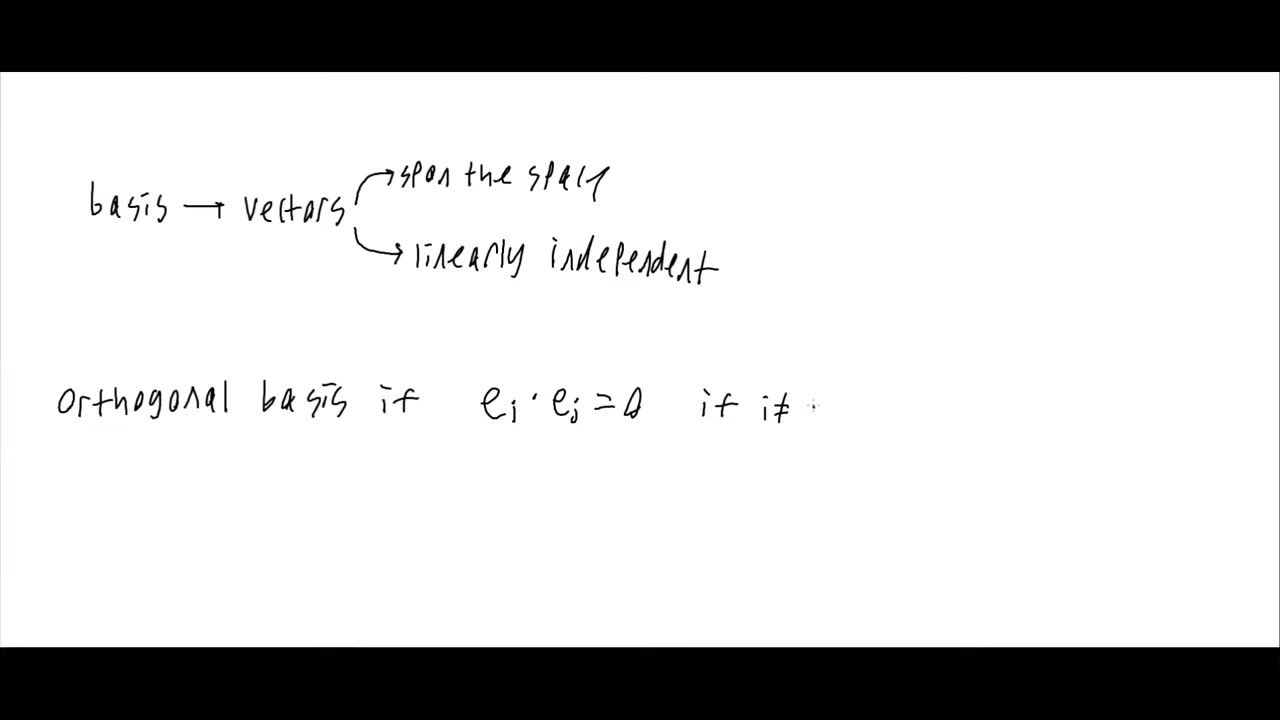 basis → vectors
→ span the space
→ linearly independent
Orthogonal basis if e_i · e_j = 0 if i ≠